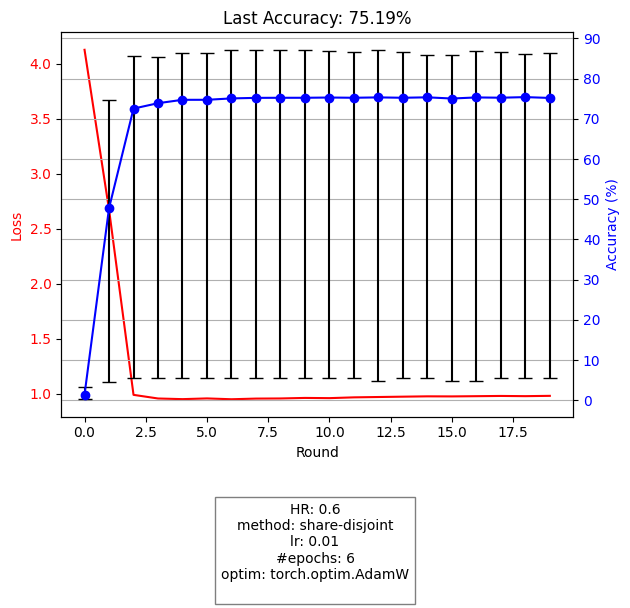 Last Accuracy: 75.19%
4.0
3.5
3.0
2.5
2.0
1.5
1.0
Loss
90
80
70
60
50
40
30
20
10
0
Accuracy (%)
0.0 2.5 5.0 7.5 10.0 12.5 15.0 17.5
Round
HR: 0.6
method: share-disjoint
lr: 0.01
#epochs: 6
optim: torch.optim.AdamW